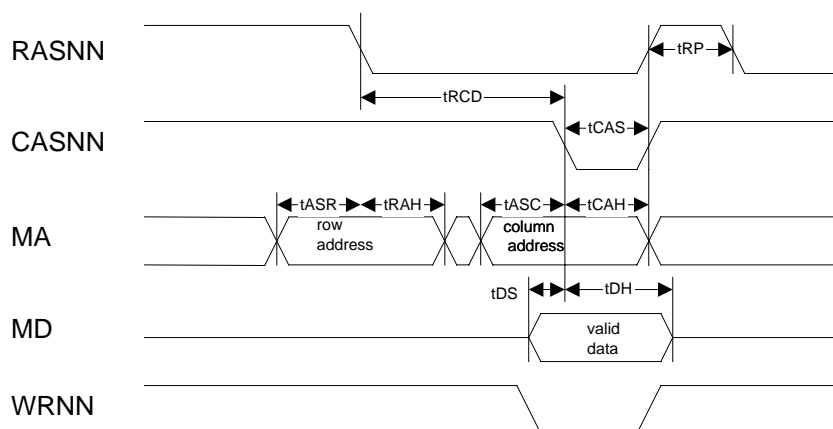 RASNN
tRP
tRCD
CASNN
tCAS
tASR
tRAH
tASC
tCAH
MA
row
address
column
address
tDS
tDH
MD
valid
data
WRNN